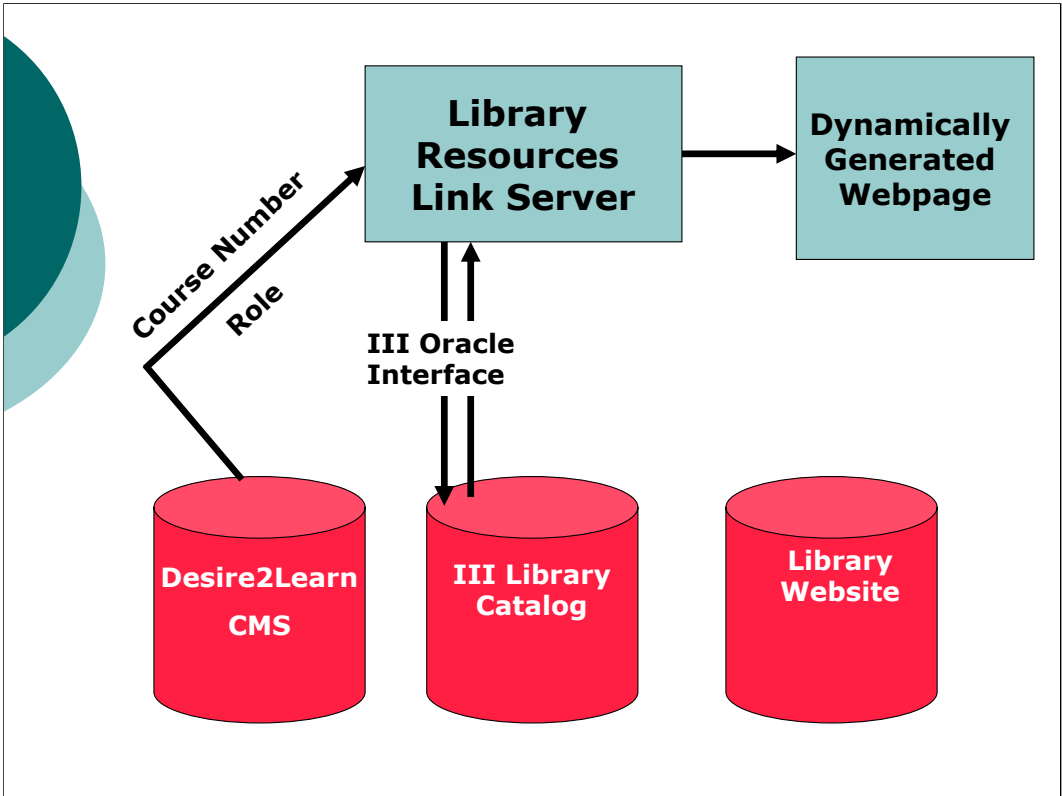 Library
Resources
Link Server
Dynamically
Generated
Webpage
Course Number
Role
III Oracle
Interface
Desire2Learn
CMS
III Library
Catalog
Library
Website